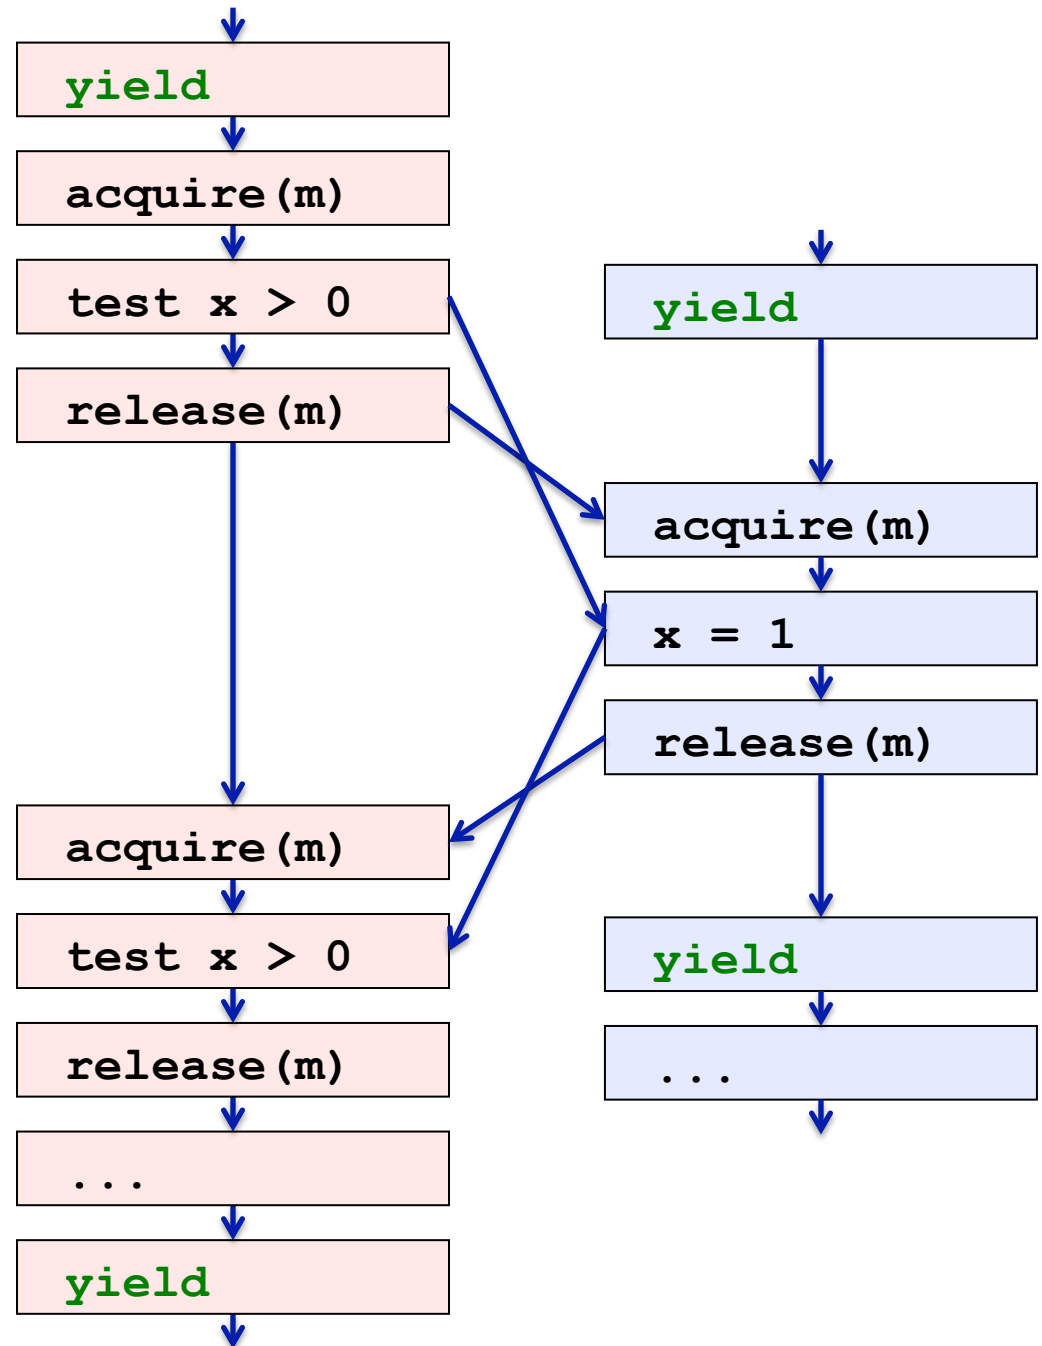 yield
acquire(m)
test x > 0
release(m)
acquire(m)
test x > 0
release(m)
...
yield
yield
acquire(m)
x = 1
release(m)
yield
...